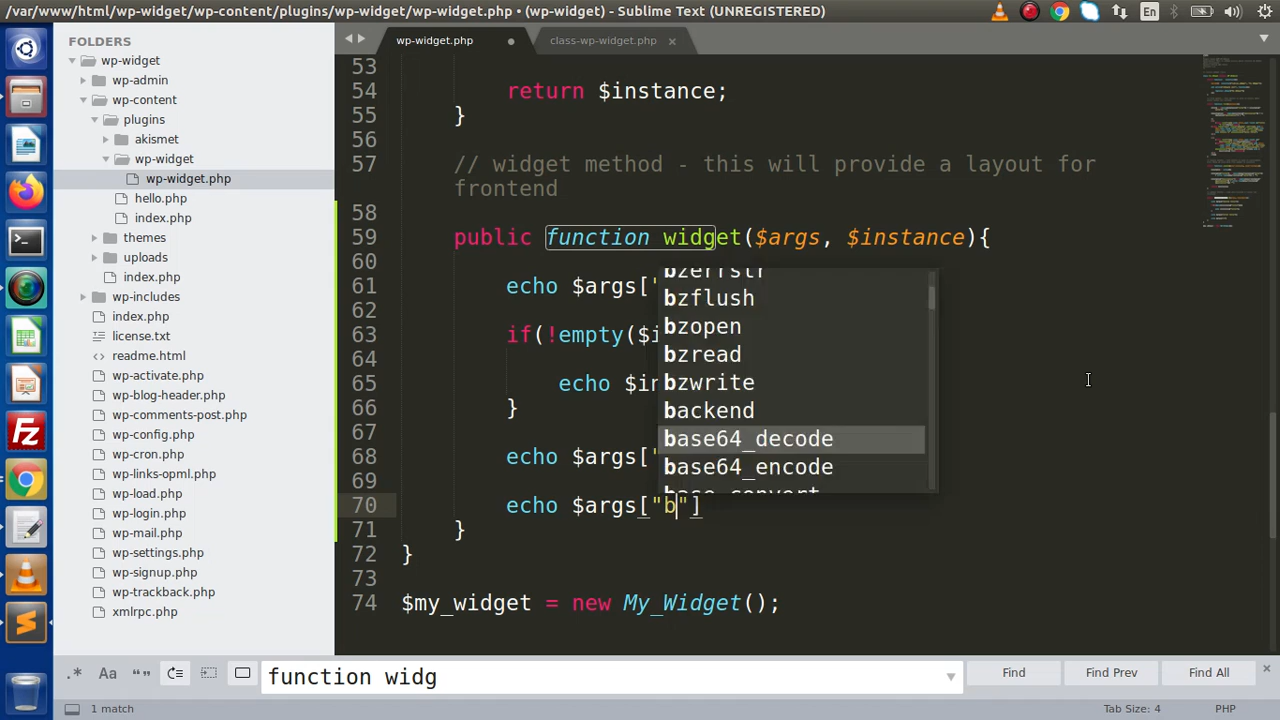 /var/www/html/wp-widget/wp-content/plugins/wp-widget/wp-widget.php • (wp-widget) - Sublime Text (UNREGISTERED)
En
FOLDERS
wp-widget
wp-admin
wp-content
plugins
akismet
wp-widget
wp-widget.php
hello.php
index.php
themes
uploads
index.php
wp-includes
index.php
license.txt
readme.html
wp-activate.php
wp-blog-header.php
wp-comments-post.php
wp-config.php
wp-cron.php
wp-links-opml.php
wp-load.php
wp-login.php
wp-mail.php
wp-settings.php
wp-signup.php
wp-trackback.php
xmlrpc.php
wp-widget.php
class-wp-widget.php
53
54 return $instance;
55 }
56
57 // widget method - this will provide a layout for
frontend
58
59 public function widget($args, $instance){
60
61 echo $args["
62
63 if(!empty($i
64
65 echo $in
66 }
67
68 echo $args["
69
70 echo $args["b"]
71 }
72 }
73
74 $my_widget = new My_Widget();
bzerrstr
bzflush
bzopen
bzread
bzwrite
backend
base64_decode
base64_encode
base_convert
.* Aa “”
function widg
Find
Find Prev
Find All
1 match
Tab Size: 4
PHP